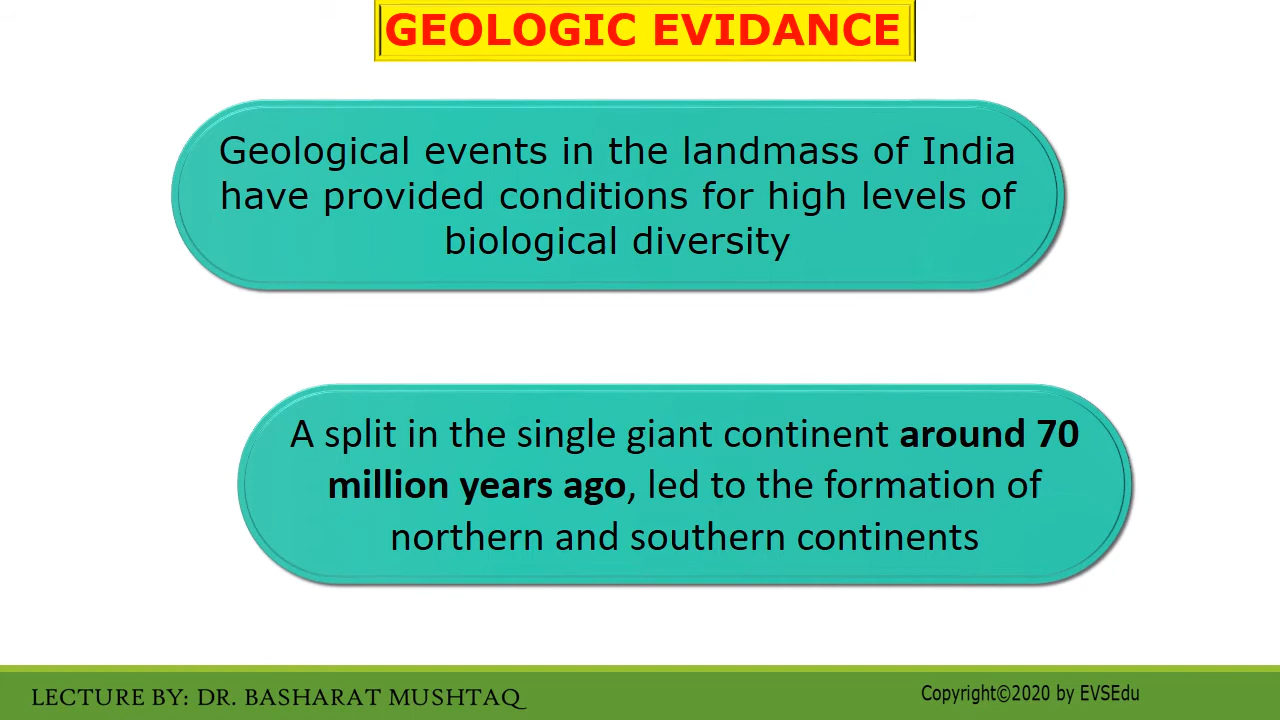 GEOLOGIC EVIDANCE
Geological events in the landmass of India
have provided conditions for high levels of
biological diversity
A split in the single giant continent around 70
million years ago, led to the formation of
northern and southern continents
LECTURE BY: DR. BASHARAT MUSHTAQ
Copyright©2020 by EVSEdu